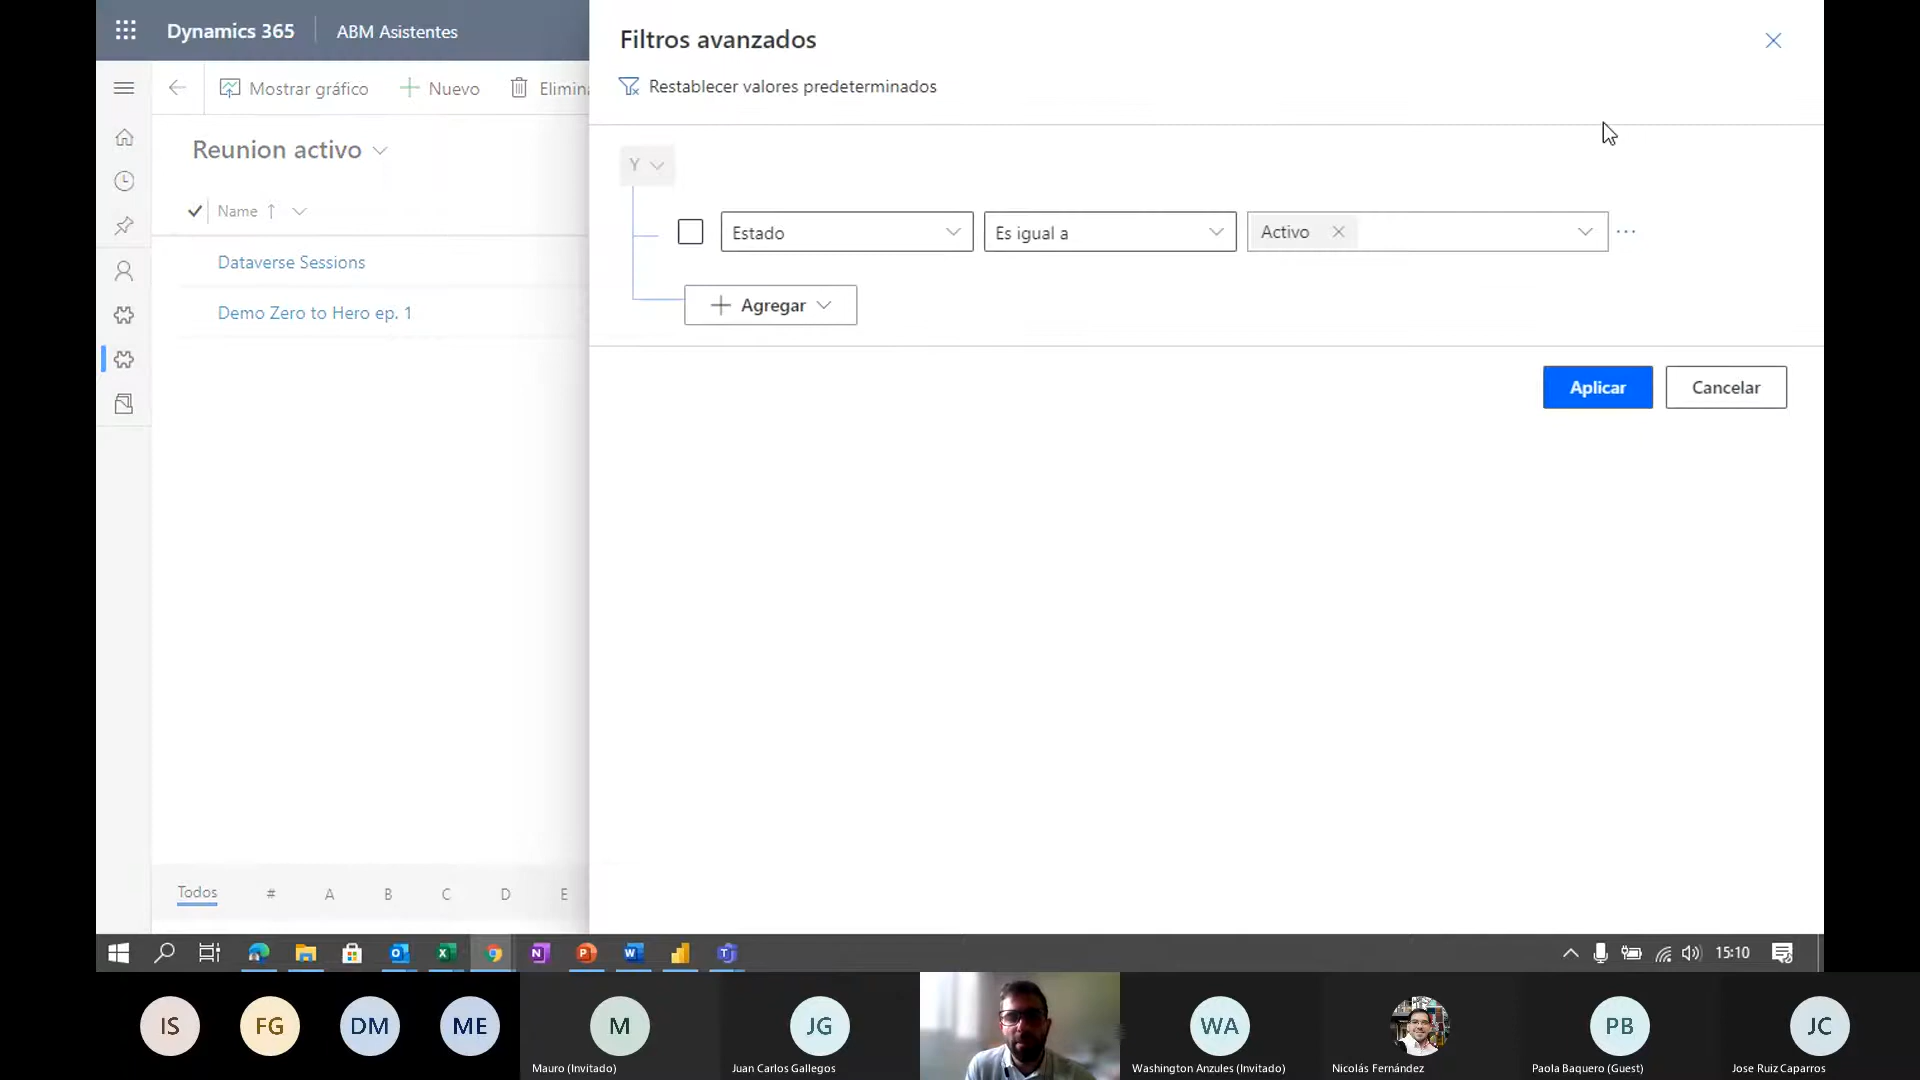 Dynamics 365
ABM Asistentes
Filtros avanzados
Restablecer valores predeterminados
Mostrar gráfico
Nuevo
Elimina
Reunion activo
Y
Name
Estado
Es igual a
Activo
Dataverse Sessions
Agregar
Demo Zero to Hero ep. 1
Aplicar
Cancelar
Todos
#
A
B
C
D
E
15:10
IS
FG
DM
ME
M
JG
WA
PB
JC
Mauro (Invitado)
Juan Carlos Gallegos
Washington Anzules (Invitado)
Nicolás Fernández
Paola Baquero (Guest)
Jose Ruiz Caparros